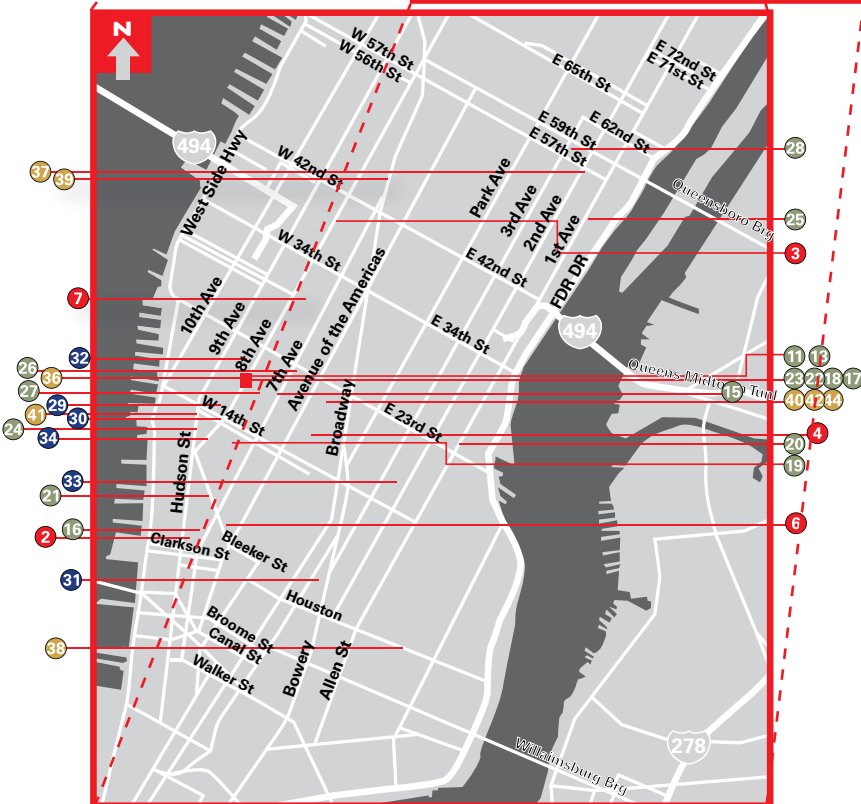 N
W 57th St
W 56th St
E 72nd St
E 71st St
E 65th St
E 62nd St
E 59th St
E 57th St
494
28
West Side Hwy
W 42nd St
37
39
Park Ave
3rd Ave
2nd Ave
1st Ave
Queensboro Brg
25
W 34th St
E 42nd St
3
FDR DR
7
10th Ave
9th Ave
8th Ave
7th Ave
Avenue of the Americas
E 34th St
494
32
11
13
26
36
Queens Midtown Tunl
23
22
18
17
27
15
29
40
42
44
41
30
W 14th St
Broadway
E 23rd St
24
34
4
20
19
Hudson St
33
21
16
2
6
Clarkson St
Bleeker St
31
Houston
Broome St
Canal St
38
Walker St
Bowery
Allen St
278
Willaimsburg Brg